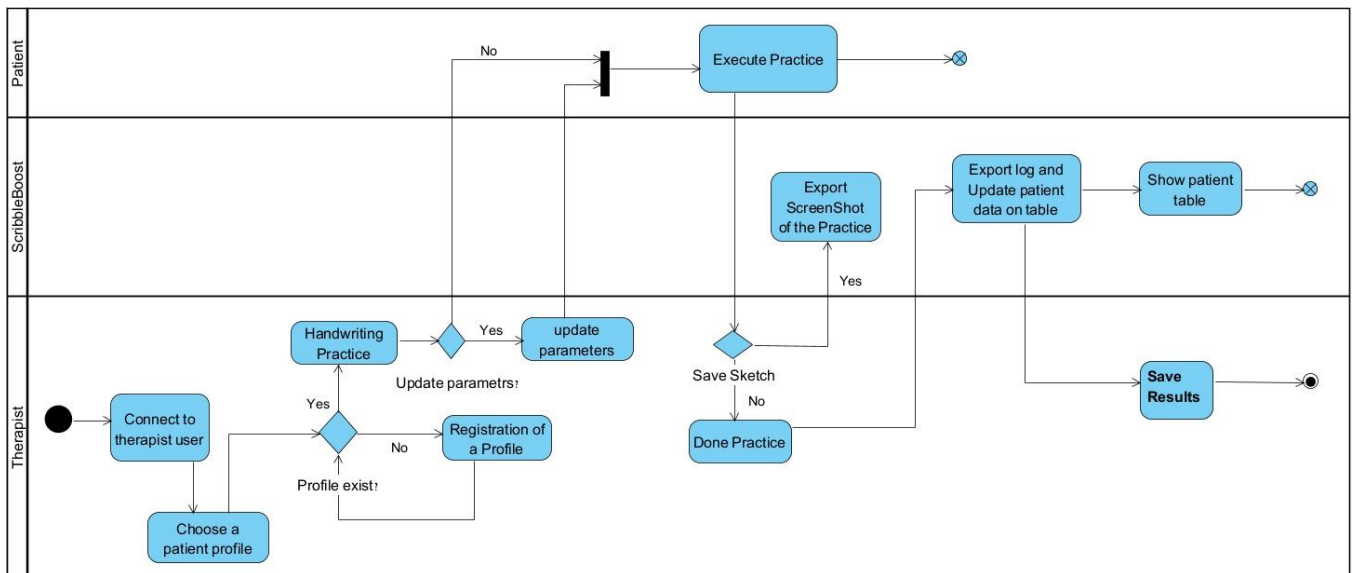 Patient
No
Execute Practice
ScribbleBoost
Export
ScreenShot
of the Practice
Yes
Export log and
Update patient
data on table
Show patient
table
Therapist
Handwriting
Practice
Yes
update
parameters
Update parametrs?
Yes
Connect to
therapist user
No
Registration of
a Profile
Profile exist?
Choose a
patient profile
Save Sketch
No
Done Practice
Save
Results